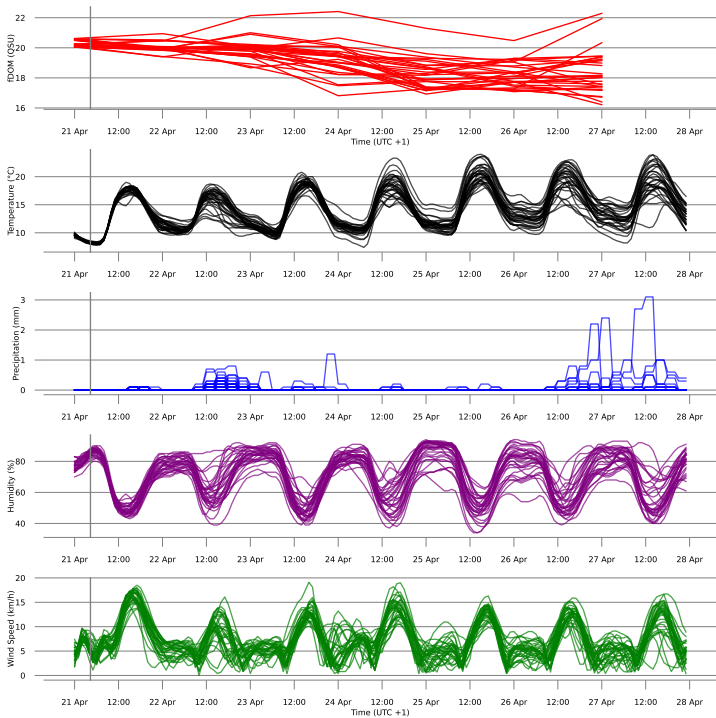 22
20
18
16
fDOM (QSU)
21 Apr 12:00 22 Apr 12:00 23 Apr 12:00 24 Apr 12:00 25 Apr 12:00 26 Apr 12:00 27 Apr 12:00 28 Apr
Time (UTC +1)
20
15
10
Temperature (°C)
21 Apr 12:00 22 Apr 12:00 23 Apr 12:00 24 Apr 12:00 25 Apr 12:00 26 Apr 12:00 27 Apr 12:00 28 Apr
3
2
1
0
Precipitation (mm)
21 Apr 12:00 22 Apr 12:00 23 Apr 12:00 24 Apr 12:00 25 Apr 12:00 26 Apr 12:00 27 Apr 12:00 28 Apr
80
60
40
Humidity (%)
21 Apr 12:00 22 Apr 12:00 23 Apr 12:00 24 Apr 12:00 25 Apr 12:00 26 Apr 12:00 27 Apr 12:00 28 Apr
20
15
10
5
0
Wind Speed (km/h)
21 Apr 12:00 22 Apr 12:00 23 Apr 12:00 24 Apr 12:00 25 Apr 12:00 26 Apr 12:00 27 Apr 12:00 28 Apr
Time (UTC +1)